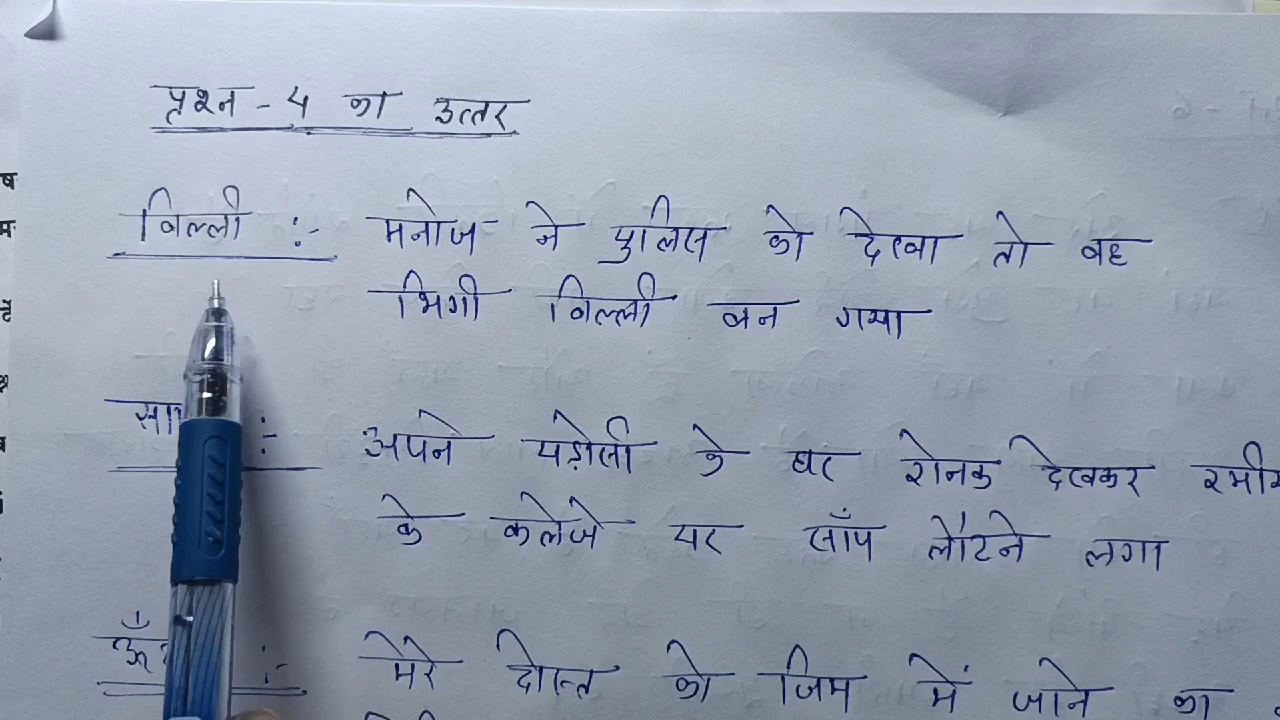 प्रश्न - 4 का उत्तर
बिल्ली :- मनोज ने पुलिस को देखा तो वह
भिगी बिल्ली बन गया
:- अपने पड़ोसी के घर रोनक देखकर
के कलेजे पर साँप लौटने लगा
:- मेरे दोस्त को जिम में जाने का